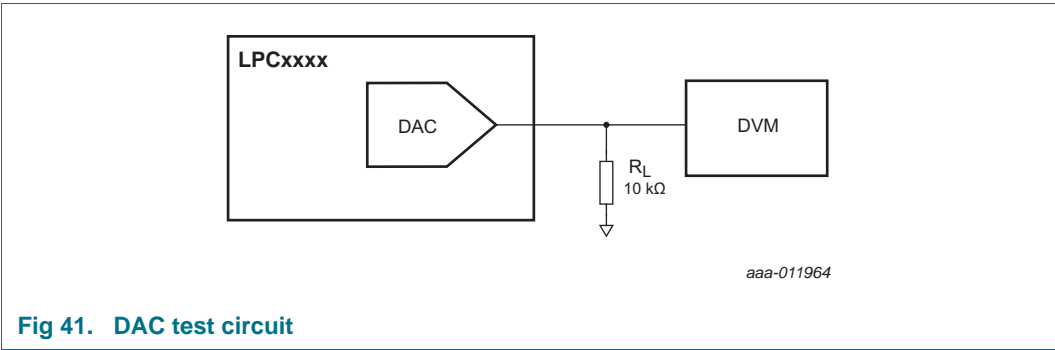 LPCxxxx
DAC
DVM
RL
10 kΩ
aaa-011964
Fig 41. DAC test circuit